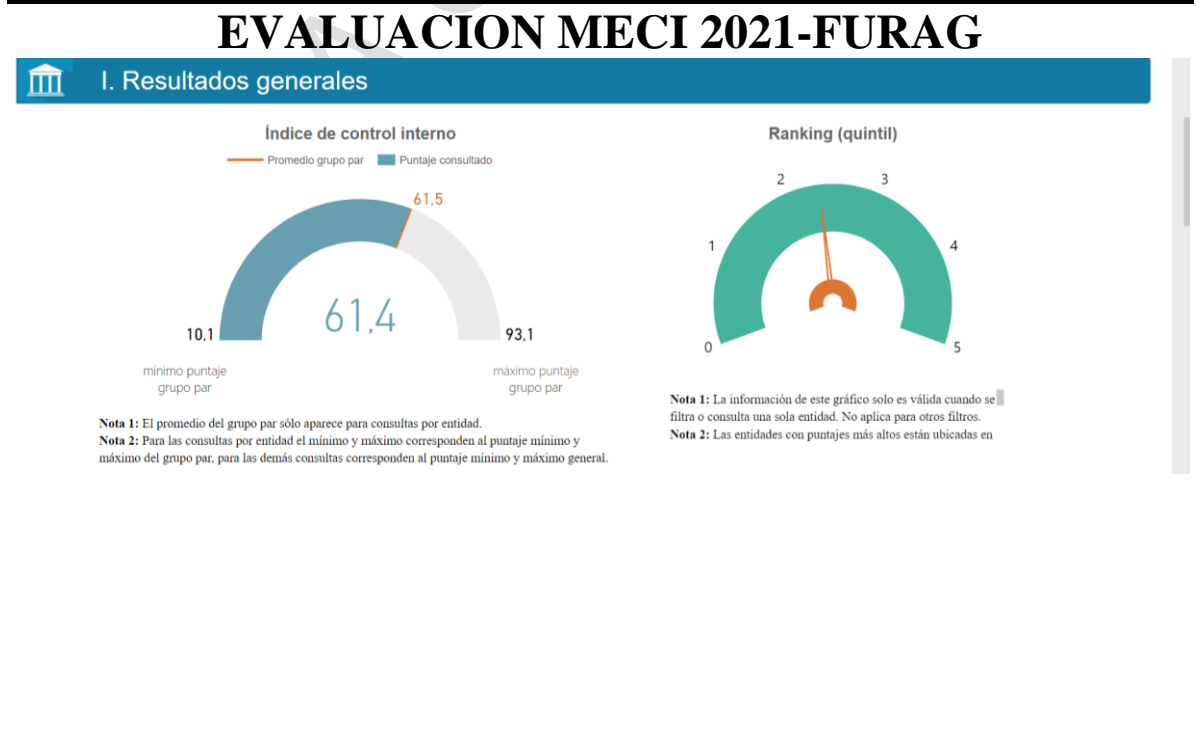 EVALUACION MECI 2021-FURAG
I. Resultados generales
Índice de control interno
Promedio grupo par
Puntaje consultado
61,5
61,4
10,1
93,1
mínimo puntaje
grupo par
máximo puntaje
grupo par
Nota 1: El promedio del grupo par sólo aparece para consultas por entidad.
Nota 2: Para las consultas por entidad el mínimo y máximo corresponden al puntaje mínimo y
máximo del grupo par, para las demás consultas corresponden al puntaje mínimo y máximo general.
Ranking (quintil)
0
1
2
3
4
5
Nota 1: La información de este gráfico solo es válida cuando se
filtra o consulta una sola entidad. No aplica para otros filtros.
Nota 2: Las entidades con puntajes más altos están ubicadas en